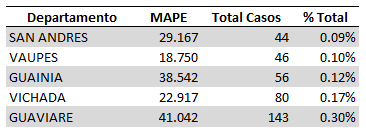 Departamento MAPE Total Casos % Total
SAN ANDRES 29.167 44 0.09%
VAUPES 18.750 46 0.10%
GUAINIA 38.542 56 0.12%
VICHADA 22.917 80 0.17%
GUAVIARE 41.042 143 0.30%